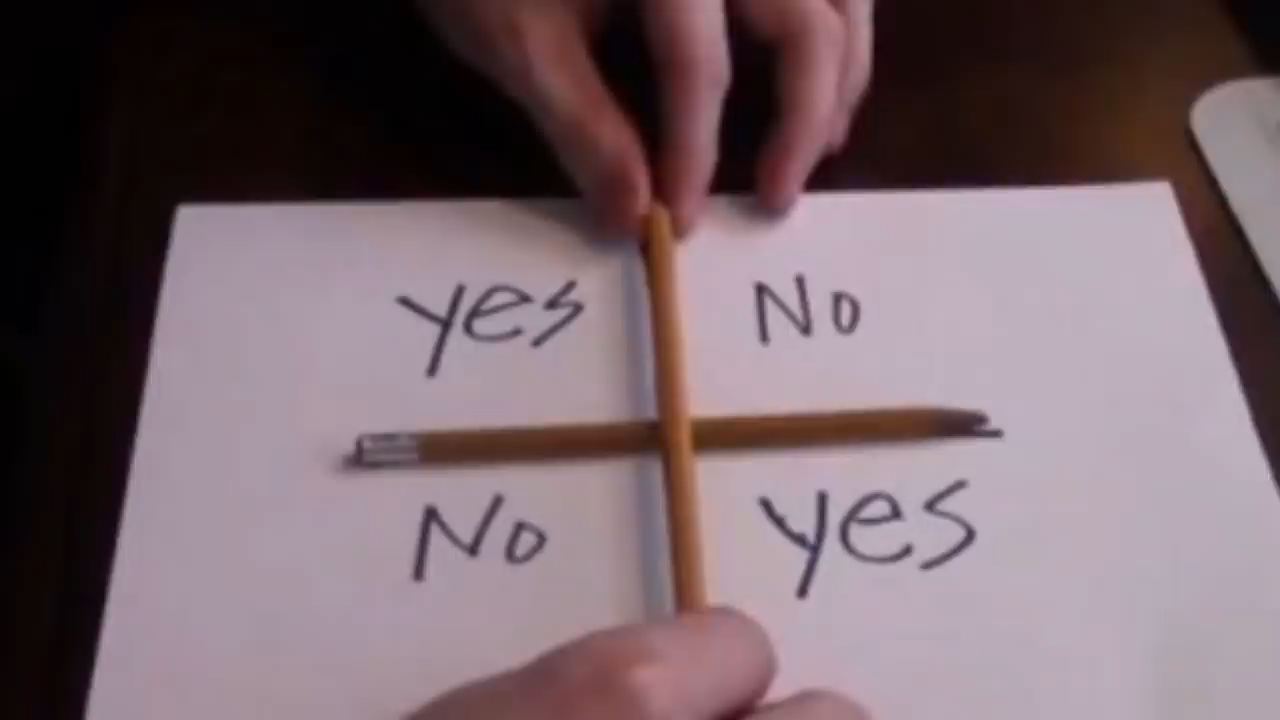 yes No
No yes